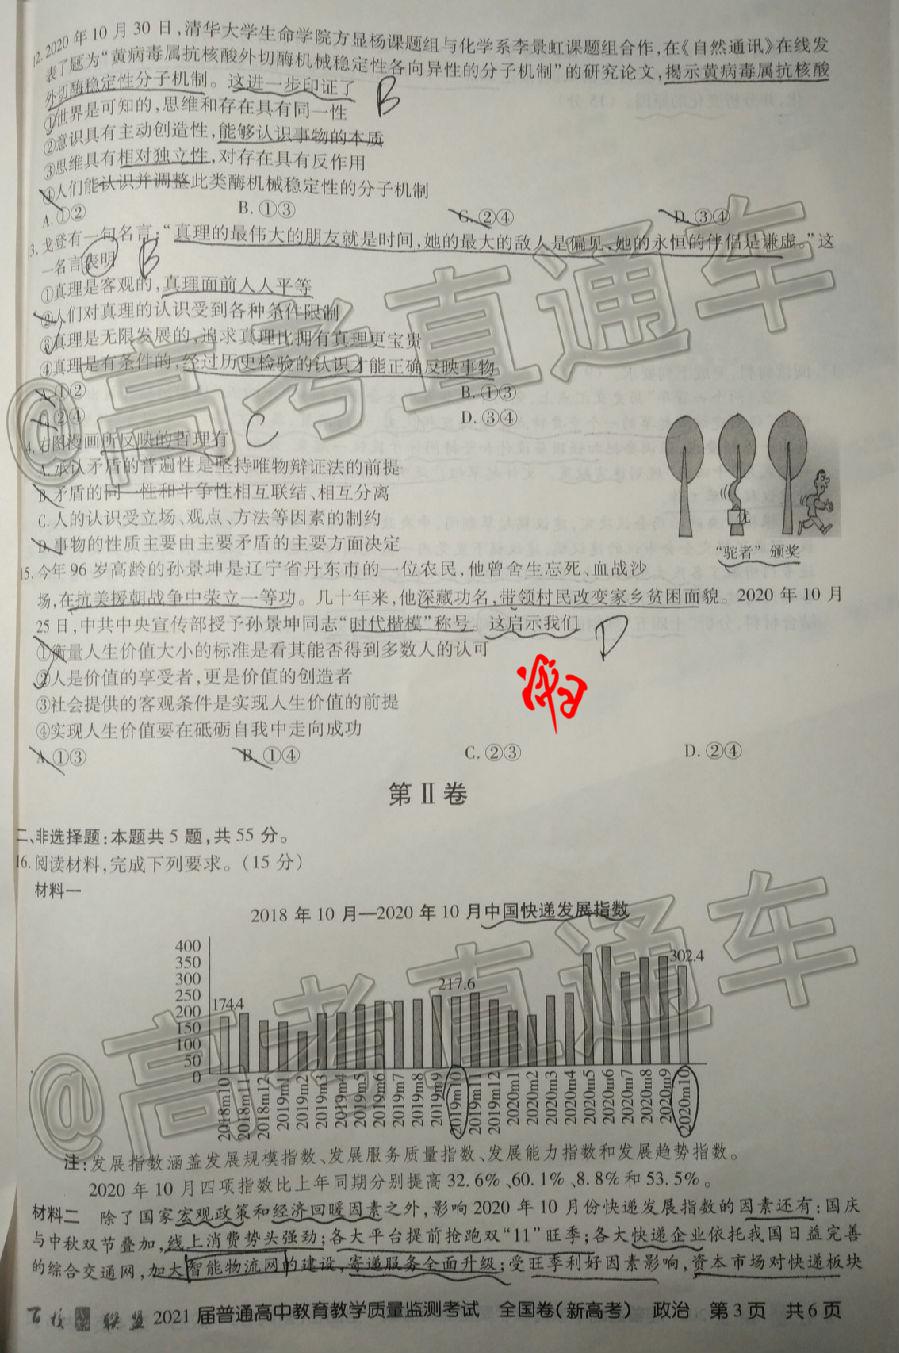 12.2020年10月30日,清华大学生命学院方显杨课题组与化学系李景虹课题组合作,在《自然通讯》在线发
表了题为“黄病毒属抗核酸外切酶机械稳定性各向异性的分子机制”的研究论文,揭示黄病毒属抗核酸
外切酶稳定性分子机制。这进一步印证了 B
①世界是可知的,思维和存在具有同一性
②意识具有主动创造性,能够认识事物的本质
③思维具有相对独立性,对存在具有反作用
④人们能认识并调整此类酶机械稳定性的分子机制
A.①② B.①③ C.②④ D.③④
3.戈登有一句名言:“真理的最伟大的朋友就是时间,她的最大的敌人是偏见,她的永恒的伴侣是谦虚。”这
一名言表明 B
①真理是客观的,真理面前人人平等
②人们对真理的认识受到各种条件限制
③真理是无限发展的,追求真理比拥有真理更宝贵
④真理是有条件的,经过历史检验的认识才能正确反映事物
A.①② B.①③
C.②④ D.③④
4.右图漫画所反映的哲理有 C
A.承认矛盾的普遍性是坚持唯物辩证法的前提
B.矛盾的同一性和斗争性相互联结、相互分离
C.人的认识受立场、观点、方法等因素的制约
D.事物的性质主要由主要矛盾的主要方面决定
优
“驼者”颁奖
15.今年96岁高龄的孙景坤是辽宁省丹东市的一位农民,他曾舍生忘死、血战沙
场,在抗美援朝战争中荣立一等功。几十年来,他深藏功名,带领村民改变家乡贫困面貌。2020年10月
25日,中共中央宣传部授予孙景坤同志“时代楷模”称号。这启示我们 D
①衡量人生价值大小的标准是看其能否得到多数人的认可
②人是价值的享受者,更是价值的创造者
③社会提供的客观条件是实现人生价值的前提
④实现人生价值要在砥砺自我中走向成功
A.①③ B.①④ C.②③ D.②④
第Ⅱ卷
二、非选择题:本题共5题,共55分。
16.阅读材料,完成下列要求。(15分)
材料一
2018年10月—2020年10月中国快递发展指数
400
350
300
250
200
150
100
50
0
174.4
217.6
302.4
2018m10 2018m11 2018m12 2019m1 2019m2 2019m3 2019m4 2019m5 2019m6 2019m7 2019m8 2019m9 2019m10 2019m11 2019m12 2020m1 2020m2 2020m3 2020m4 2020m5 2020m6 2020m7 2020m8 2020m9 2020m10
注:发展指数涵盖发展规模指数、发展服务质量指数、发展能力指数和发展趋势指数。
2020年10月四项指数比上年同期分别提高32.6%、60.1%、8.8%和53.5%。
材料二 除了国家宏观政策和经济回暖因素之外,影响2020年10月份快递发展指数的因素还有:国庆
与中秋双节叠加,线上消费势头强劲;各大平台提前抢跑双“11”旺季;各大快递企业依托我国日益完善
的综合交通网,加大智能物流网的建设,寄递服务全面升级;受旺季利好因素影响,资本市场对快递板块
百校联盟 2021届普通高中教育教学质量监测考试 全国卷(新高考) 政治 第3页 共6页
@高考直通车
@高考直通车